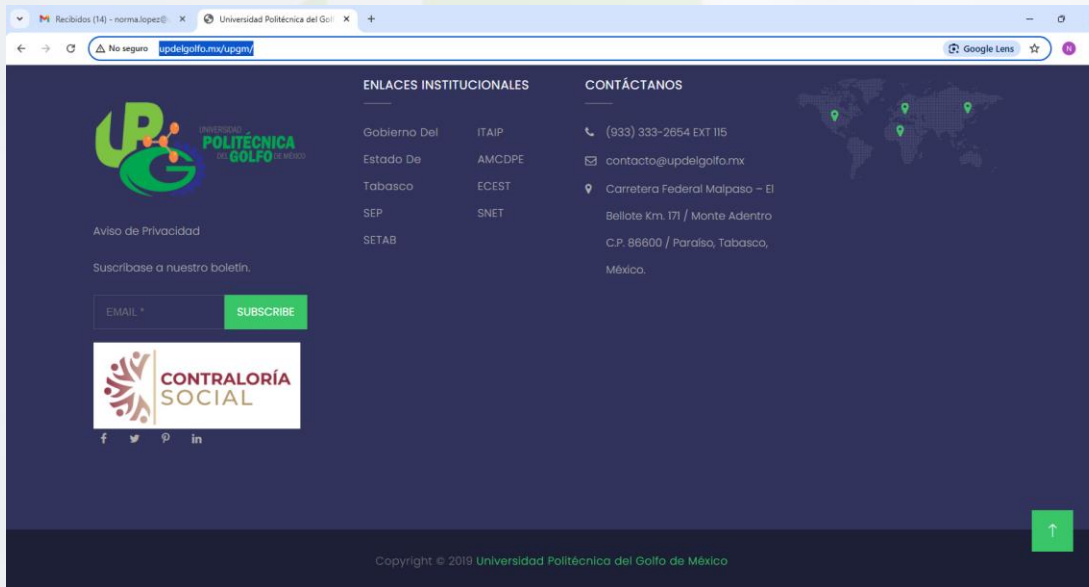 Recibidos (14) - norma.lopez@
Universidad Politécnica del Gol
No seguro updelgolfo.mx/upgm/
Google Lens
N
UPG
UNIVERSIDAD
POLITÉCNICA
DEL GOLFO DE MÉXICO
Aviso de Privacidad
Suscríbase a nuestro boletín.
EMAIL *
SUBSCRIBE
CONTRALORÍA
SOCIAL
ENLACES INSTITUCIONALES
Gobierno Del
Estado De
Tabasco
SEP
SETAB
ITAIP
AMCDPE
ECEST
SNET
CONTÁCTANOS
(933) 333-2654 EXT 115
contacto@updelgolfo.mx
Carretera Federal Malpaso – El
Bellote Km. 171 / Monte Adentro
C.P. 86600 / Paraíso, Tabasco,
México.
Copyright © 2019 Universidad Politécnica del Golfo de México